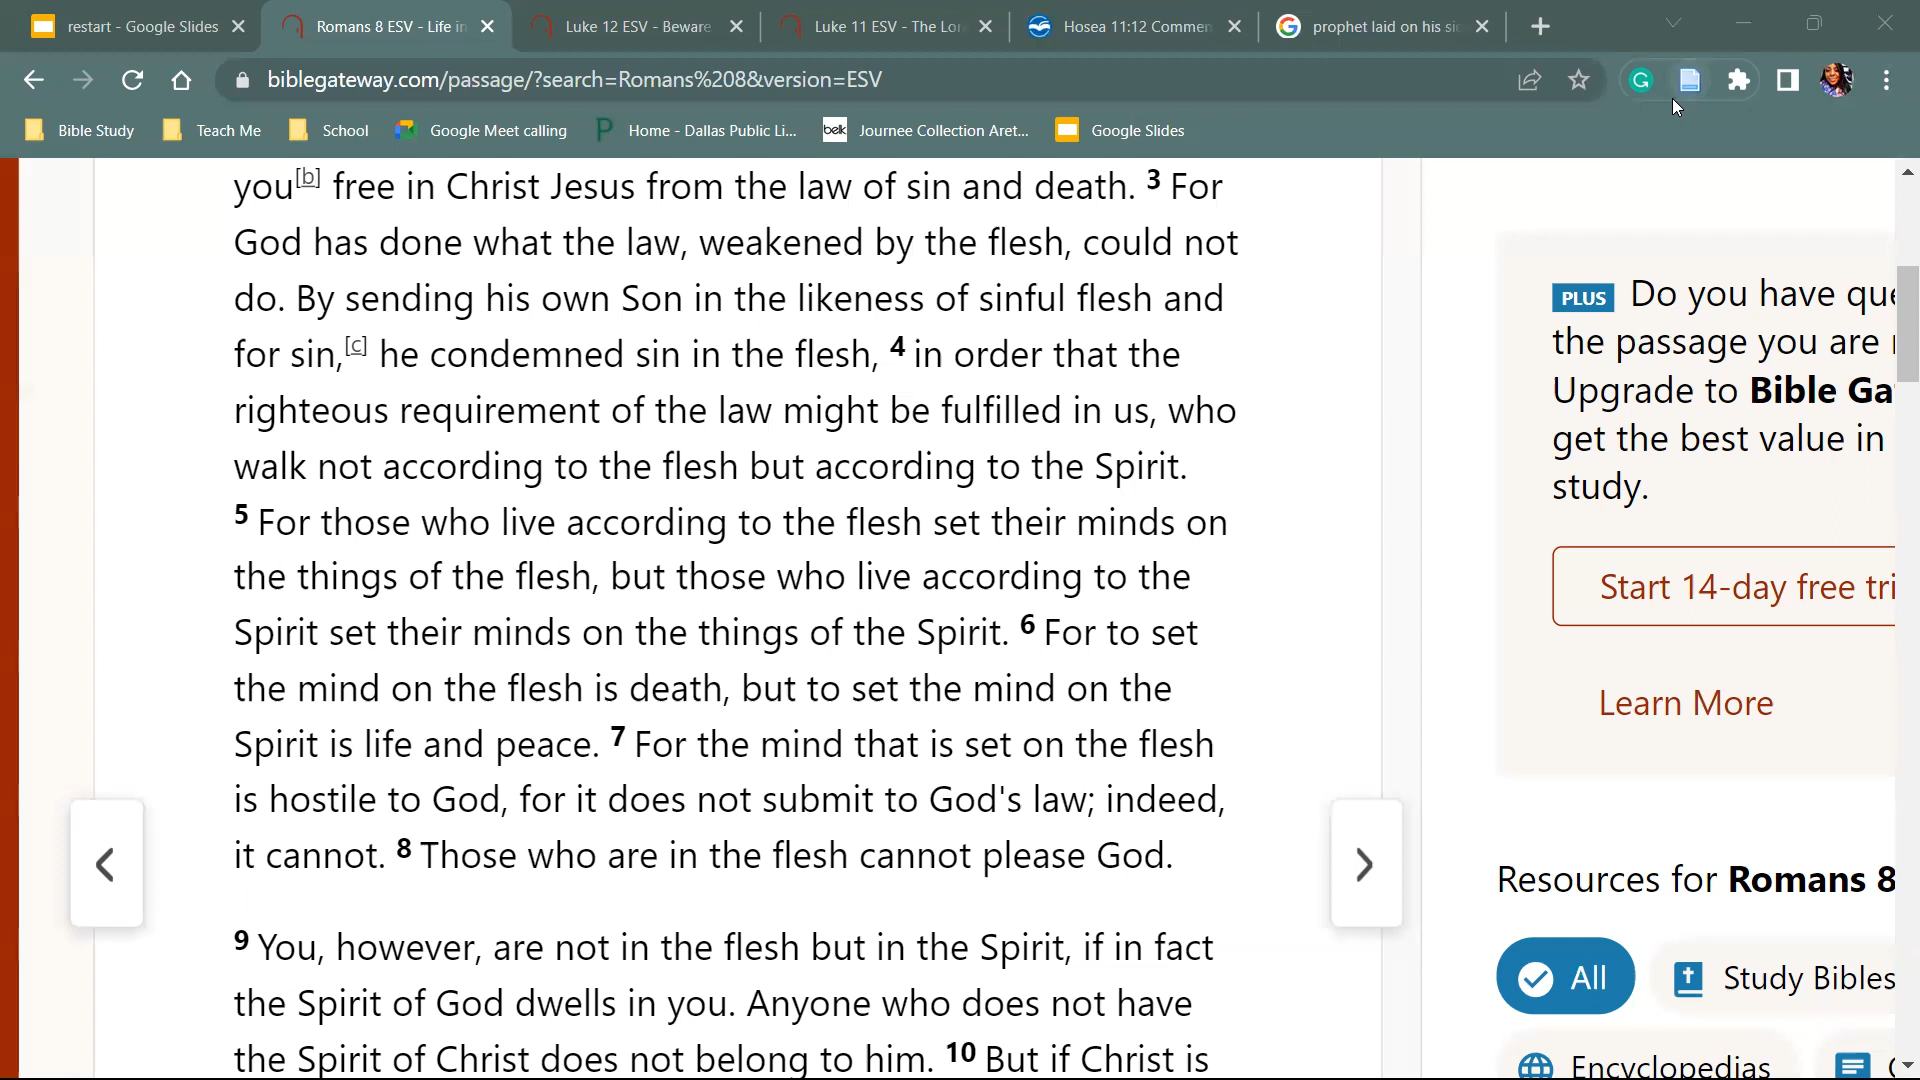 restart - Google Slides
Romans 8 ESV - Life in
Luke 12 ESV - Beware
Luke 11 ESV - The Lor
Hosea 11:12 Commen
prophet laid on his si
biblegateway.com/passage/?search=Romans%208&version=ESV
Bible Study
Teach Me
School
Google Meet calling
Home - Dallas Public Li...
belk
Journee Collection Aret...
Google Slides
you[b] free in Christ Jesus from the law of sin and death. 3 For
God has done what the law, weakened by the flesh, could not
do. By sending his own Son in the likeness of sinful flesh and
for sin,[c] he condemned sin in the flesh, 4 in order that the
righteous requirement of the law might be fulfilled in us, who
walk not according to the flesh but according to the Spirit.
5 For those who live according to the flesh set their minds on
the things of the flesh, but those who live according to the
Spirit set their minds on the things of the Spirit. 6 For to set
the mind on the flesh is death, but to set the mind on the
Spirit is life and peace. 7 For the mind that is set on the flesh
is hostile to God, for it does not submit to God's law; indeed,
it cannot. 8 Those who are in the flesh cannot please God.
9 You, however, are not in the flesh but in the Spirit, if in fact
the Spirit of God dwells in you. Anyone who does not have
the Spirit of Christ does not belong to him. 10 But if Christ is
PLUS Do you have que
the passage you are
Upgrade to Bible Ga
get the best value in
study.
Start 14-day free tri
Learn More
Resources for Romans 8
All
Study Bibles
Encyclopedias